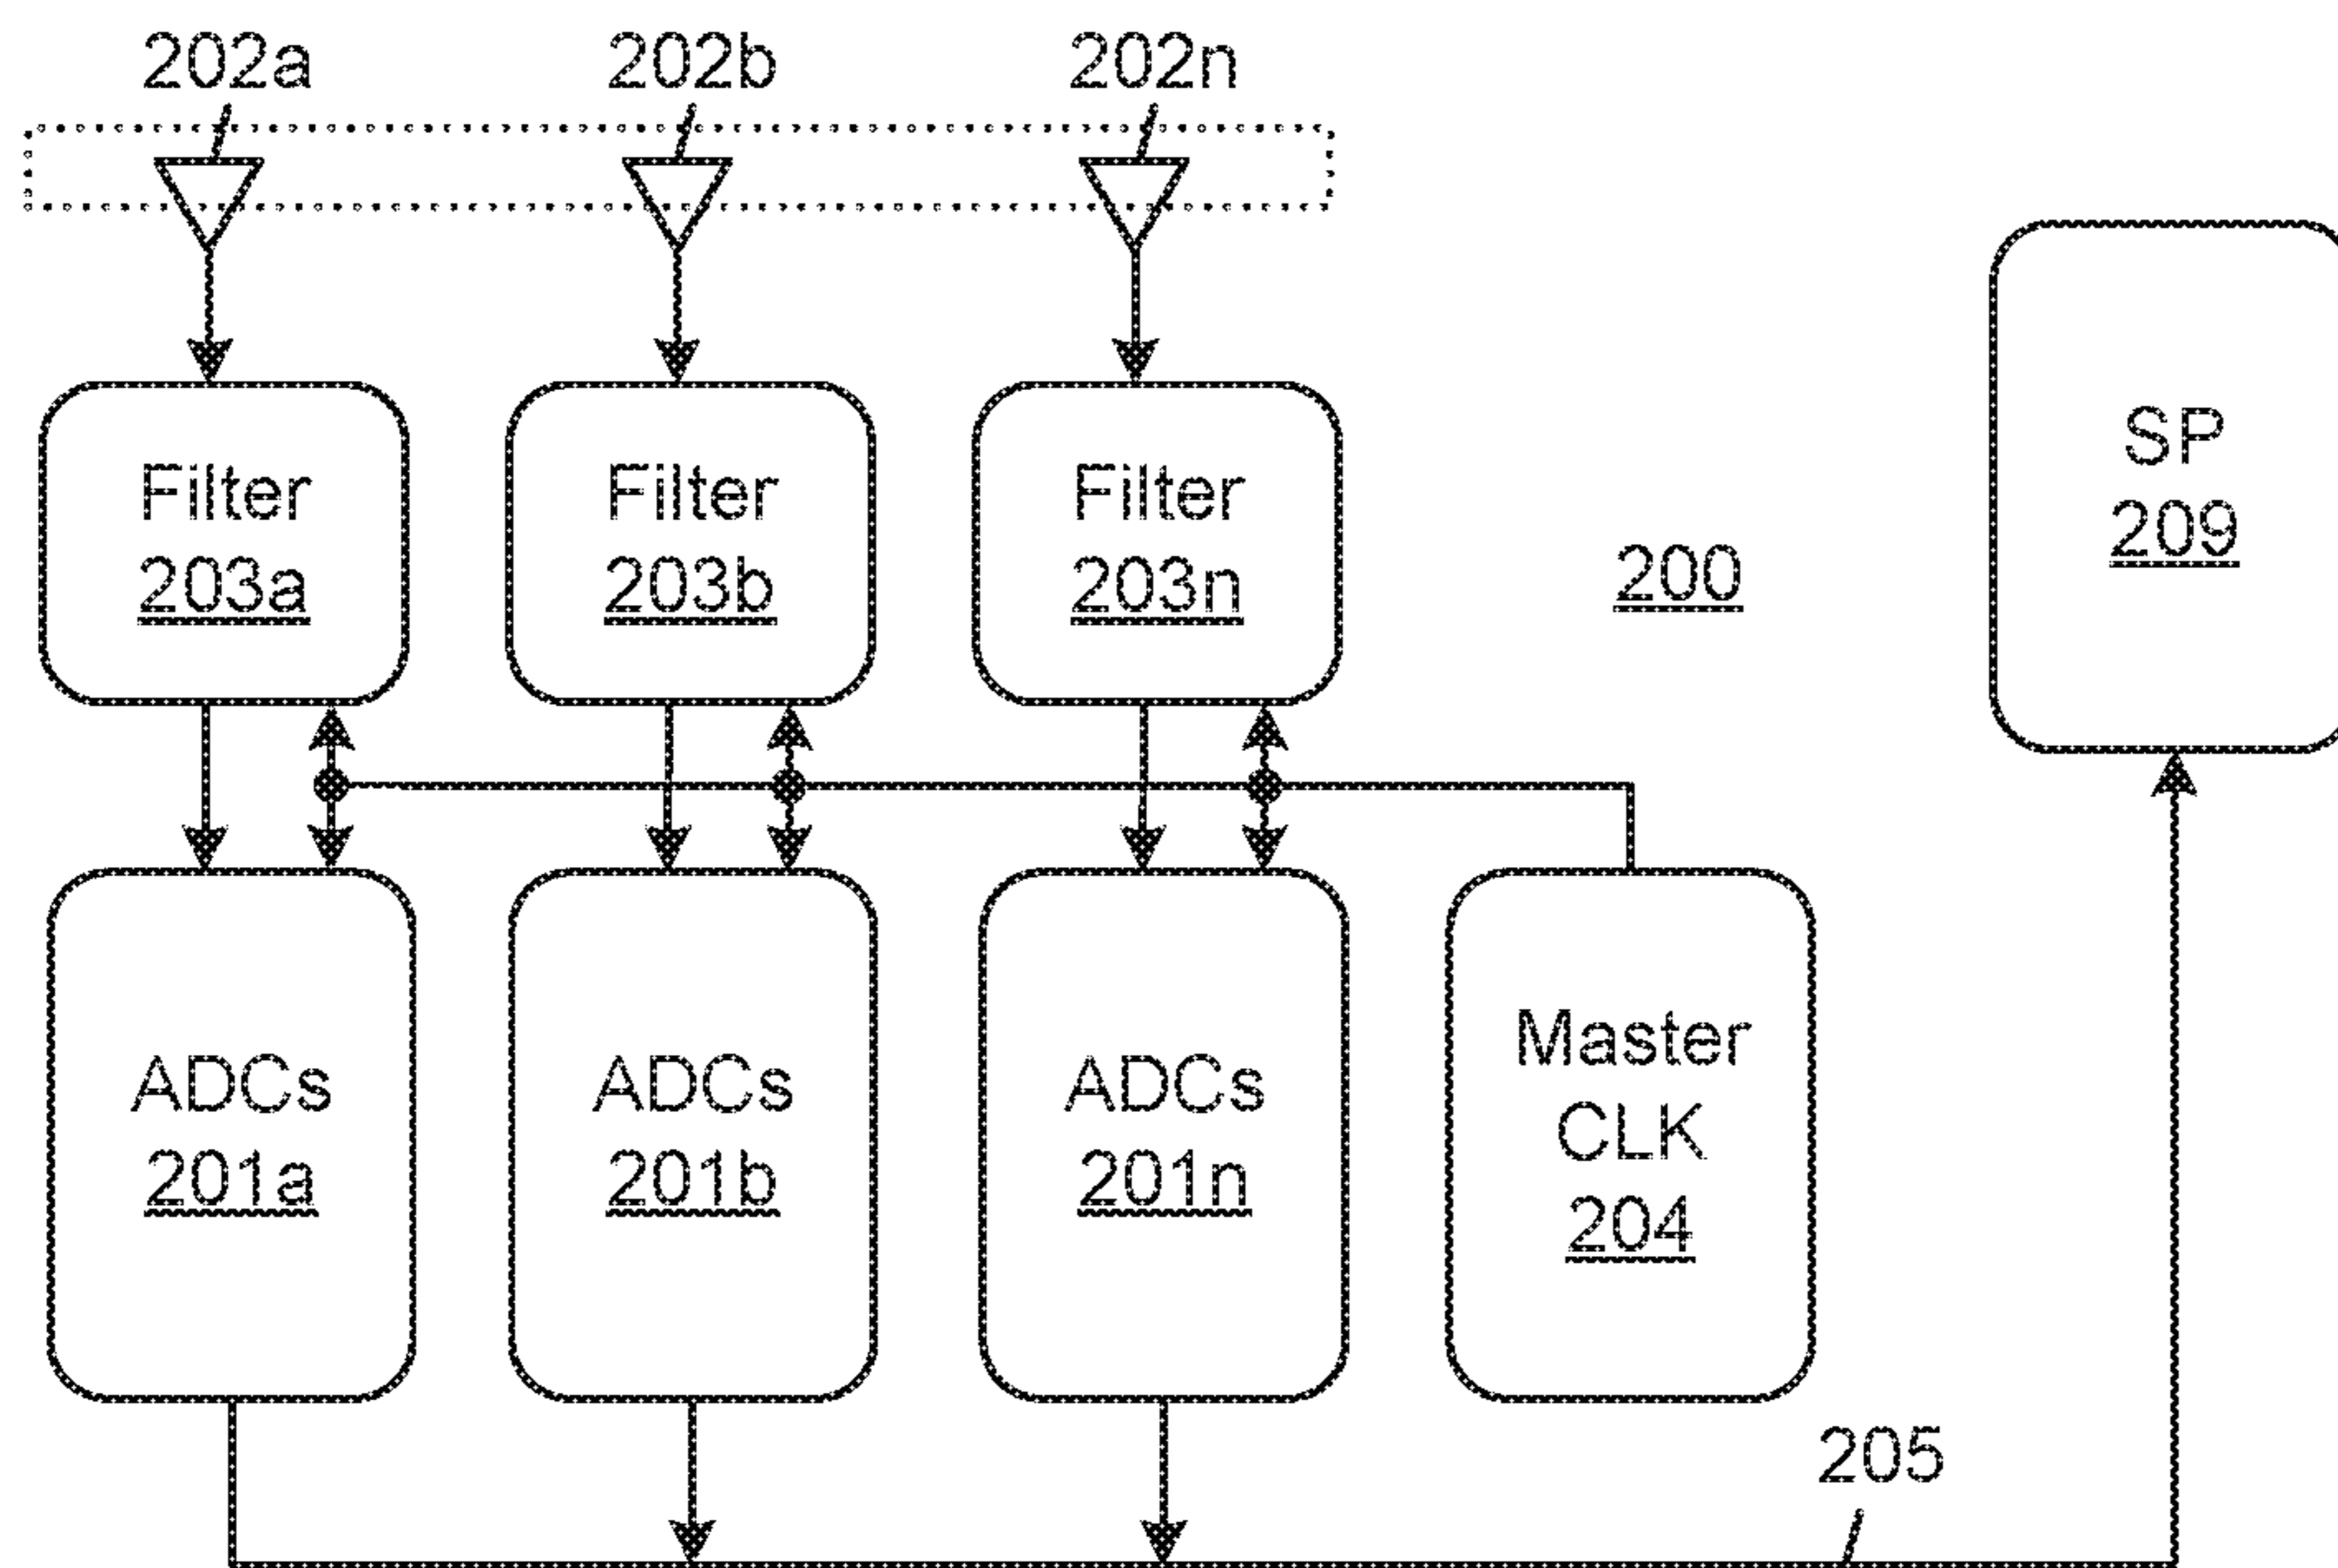 202a
202b
202n
Filter
203a
Filter
203b
Filter
203n
200
SP
209
ADCs
201a
ADCs
201b
ADCs
201n
Master
CLK
204
205